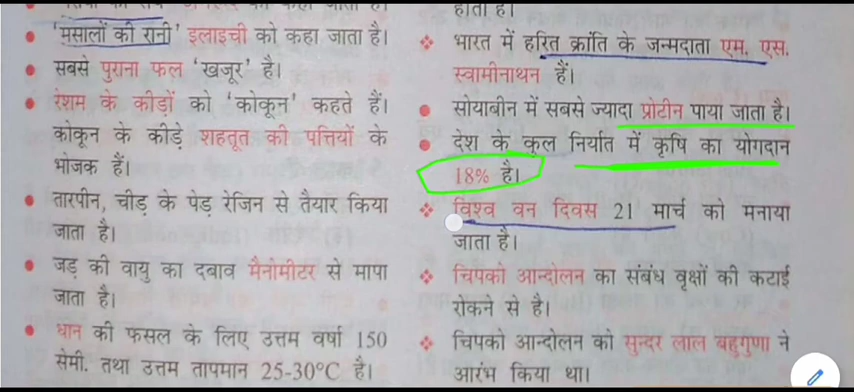 'मसालों की रानी' इलाइची को कहा जाता है।
सबसे पुराना फल 'खजूर' है।
रेशम के कीड़ों को 'कोकून' कहते हैं।
कोकून के कीड़े शहतूत की पत्तियों के
भोजक हैं।
तारपीन, चीड़ के पेड़ रेजिन से तैयार किया
जाता है।
जड़ की वायु का दबाव मैनोमीटर से मापा
जाता है।
धान की फसल के लिए उत्तम वर्षा 150
सेमी. तथा उत्तम तापमान 25-30°C है।
होता है।
भारत में हरित क्रांति के जन्मदाता एम. एस.
स्वामीनाथन हैं।
सोयाबीन में सबसे ज्यादा प्रोटीन पाया जाता है।
देश के कुल निर्यात में कृषि का योगदान
18% है।
विश्व वन दिवस 21 मार्च को मनाया
जाता है।
चिपको आन्दोलन का संबंध वृक्षों की कटाई
रोकने से है।
चिपको आन्दोलन को सुन्दर लाल बहुगुणा ने
आरंभ किया था।